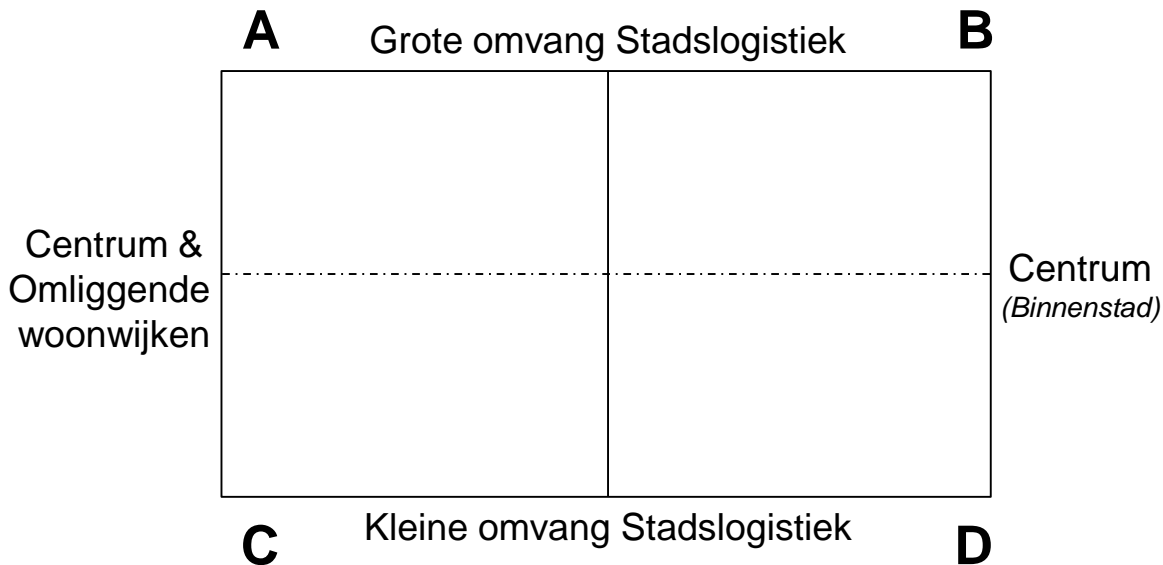 A
Grote omvang Stadslogistiek
B
Centrum &
Omliggende
woonwijken
Centrum
(Binnenstad)
C
Kleine omvang Stadslogistiek
D